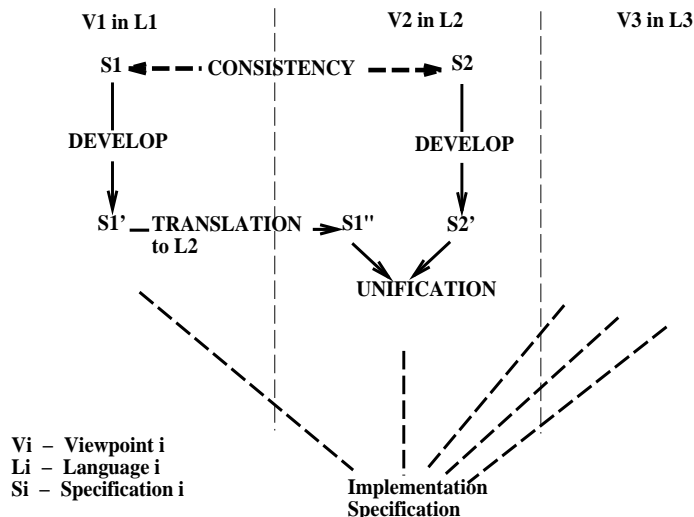 V1 in L1
V2 in L2
V3 in L3
S1
CONSISTENCY
S2
DEVELOP
DEVELOP
S1'
TRANSLATION
to L2
S1''
S2'
UNIFICATION
Vi – Viewpoint i
Li – Language i
Si – Specification i
Implementation
Specification